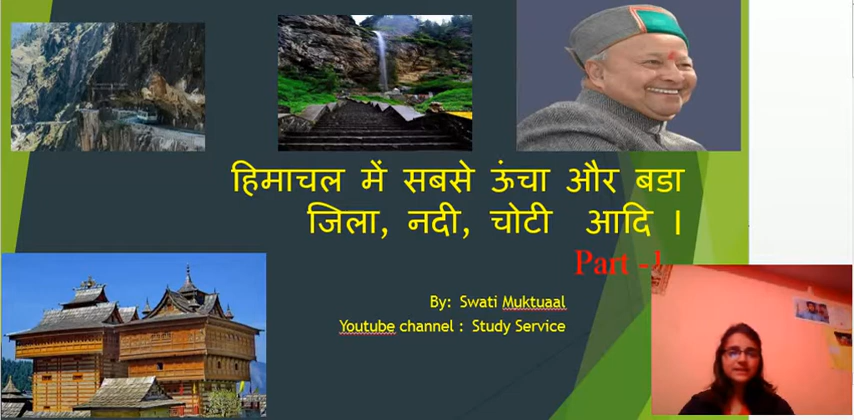 हिमाचल में सबसे ऊंचा और बडा
जिला, नदी, चोटी आदि ।
Part -1
By: Swati Muktuaal
Youtube channel : Study Service